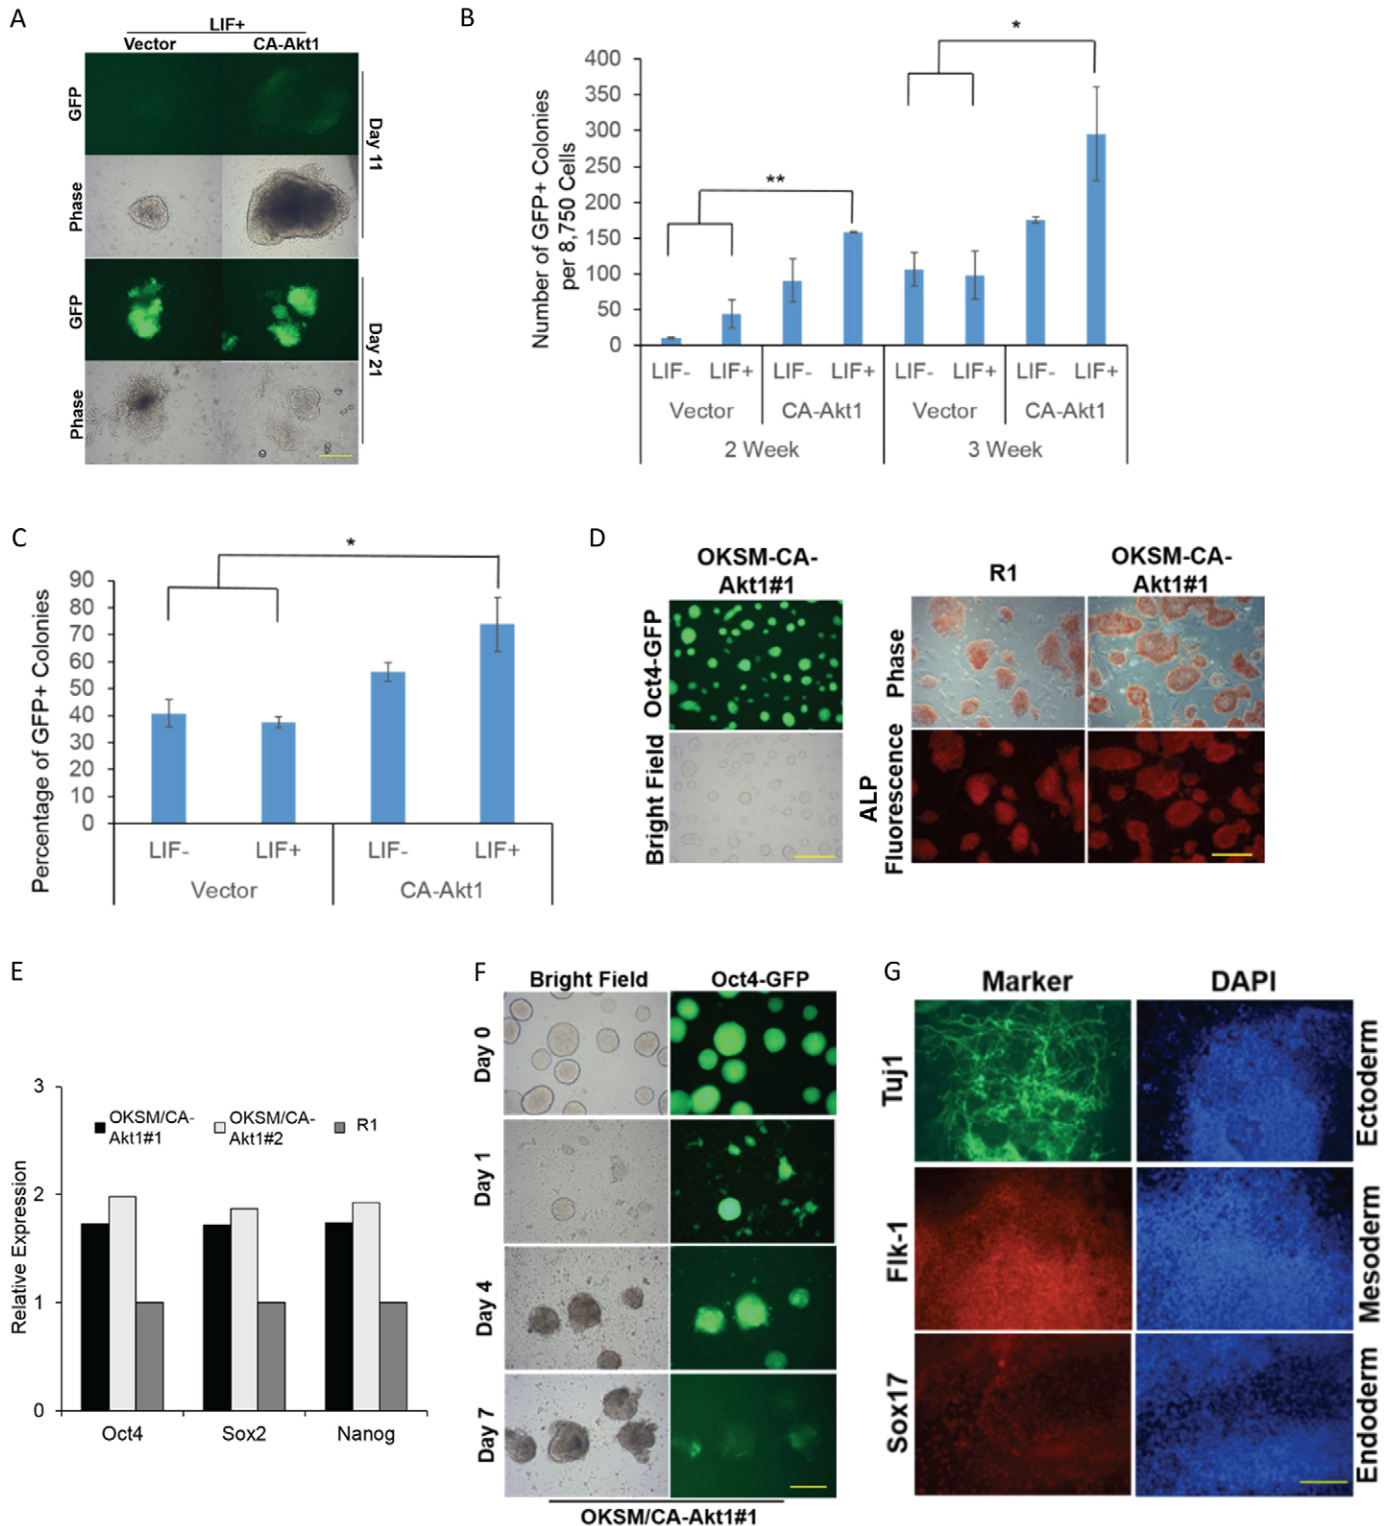 A
LIF+
Vector CA-Akt1
GFP
Phase
Day 11
GFP
Phase
Day 21
B
Number of GFP+ Colonies
per 8,750 Cells
400
350
300
250
200
150
100
50
0
**
*
LIF- LIF+ LIF- LIF+ LIF- LIF+ LIF- LIF+
Vector CA-Akt1 Vector CA-Akt1
2 Week 3 Week
C
Percentage of GFP+ Colonies
90
80
70
60
50
40
30
20
10
0
*
LIF- LIF+ LIF- LIF+
Vector CA-Akt1
D
OKSM-CA-
Akt1#1
Oct4-GFP
Bright Field
R1
OKSM-CA-
Akt1#1
Phase
ALP
Fluorescence
E
Relative Expression
3
2
1
0
OKSM/CA-
Akt1#1
OKSM/CA-
Akt1#2
R1
Oct4 Sox2 Nanog
F
Bright Field Oct4-GFP
Day 0
Day 1
Day 4
Day 7
OKSM/CA-Akt1#1
G
Marker DAPI
Tuj1 Ectoderm
Flk-1 Mesoderm
Sox17 Endoderm